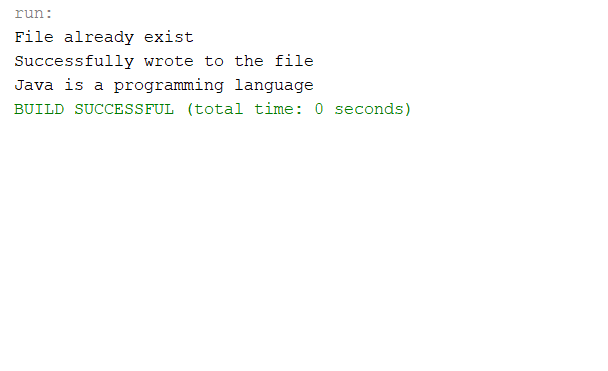 run:
File already exist
Successfully wrote to the file
Java is a programming language
BUILD SUCCESSFUL (total time: 0 seconds)